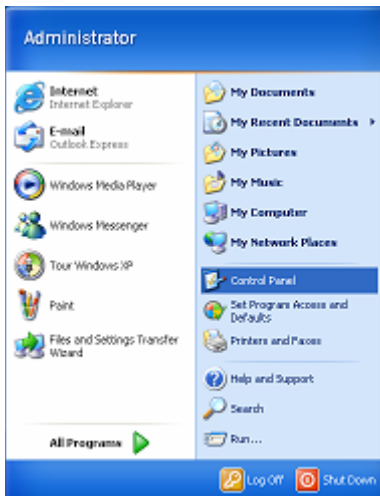 Administrator
Internet
Internet Explorer
E-mail
Outlook Express
Windows Media Player
Windows Messenger
Tour Windows XP
Paint
Files and Settings Transfer
Wizard
All Programs
My Documents
My Recent Documents
My Pictures
My Music
My Computer
My Network Places
Control Panel
Set Program Access and
Defaults
Printers and Faxes
Help and Support
Search
Run...
Log Off
Shut Down